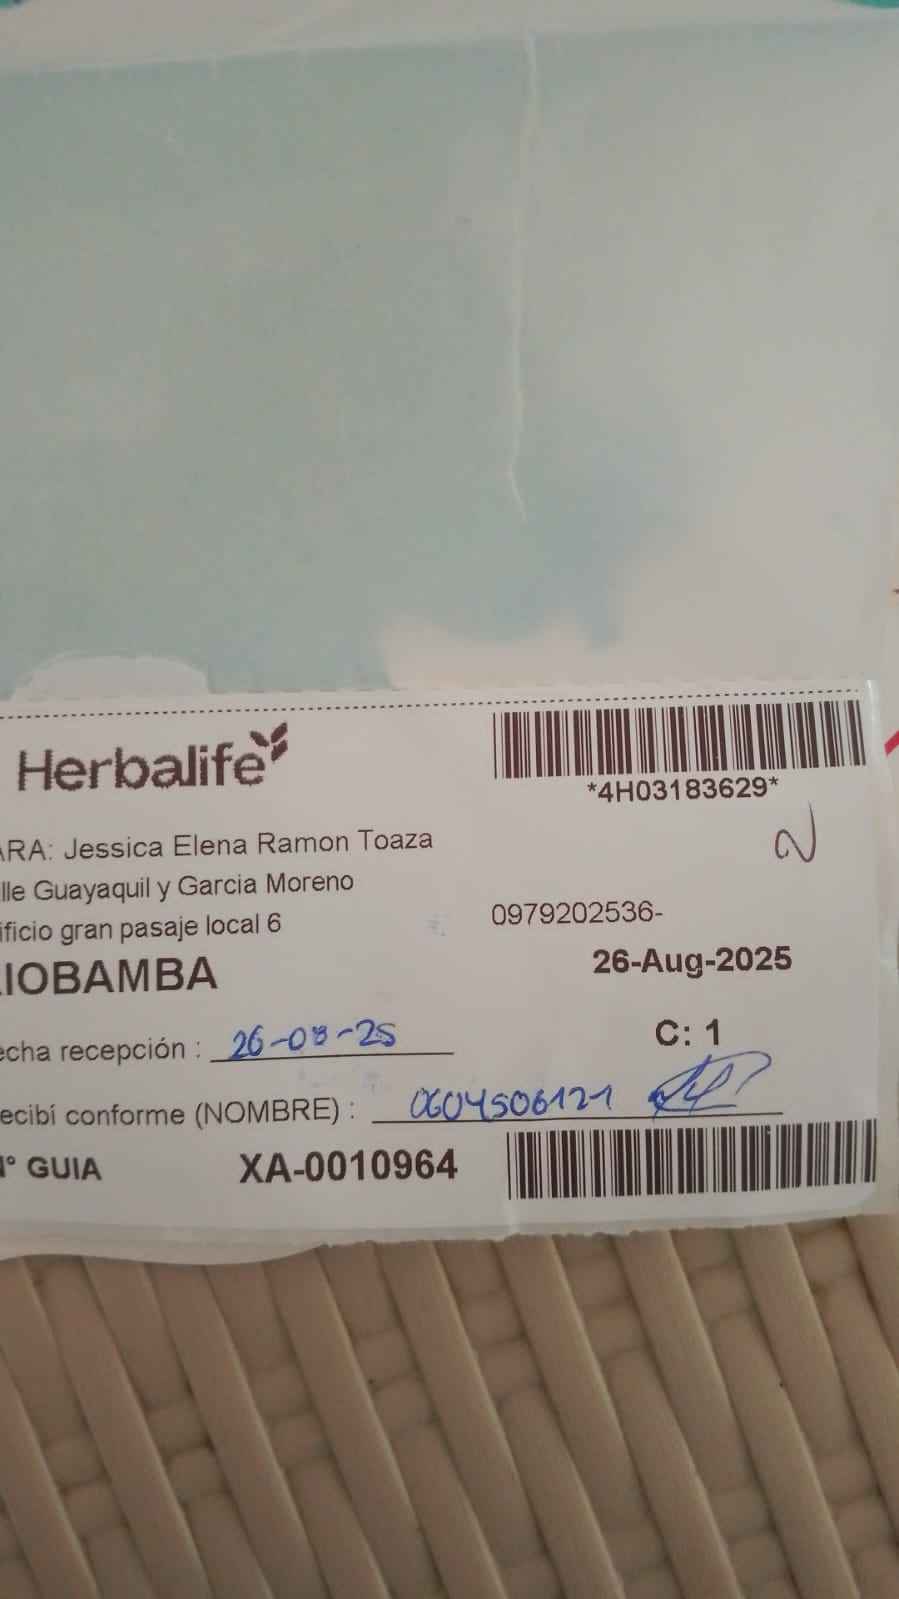 Herbalife
*4H03183629*
ARA: Jessica Elena Ramon Toaza
lle Guayaquil y Garcia Moreno
ificio gran pasaje local 6
0979202536-
IOBAMBA
26-Aug-2025
echa recepción : 26-08-25
C: 1
ecibí conforme (NOMBRE) : 0604506121
N° GUIA XA-0010964